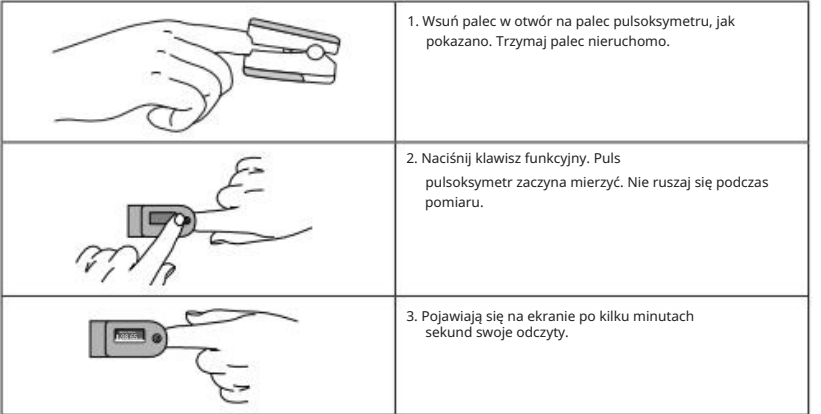 1. Wsuń palec w otwór na palec pulsoksymetru, jak
pokazano. Trzymaj palec nieruchomo.
2. Naciśnij klawisz funkcyjny. Puls
pulsoksymetr zaczyna mierzyć. Nie ruszaj się podczas
pomiaru.
3. Pojawiają się na ekranie po kilku minutach
sekund swoje odczyty.